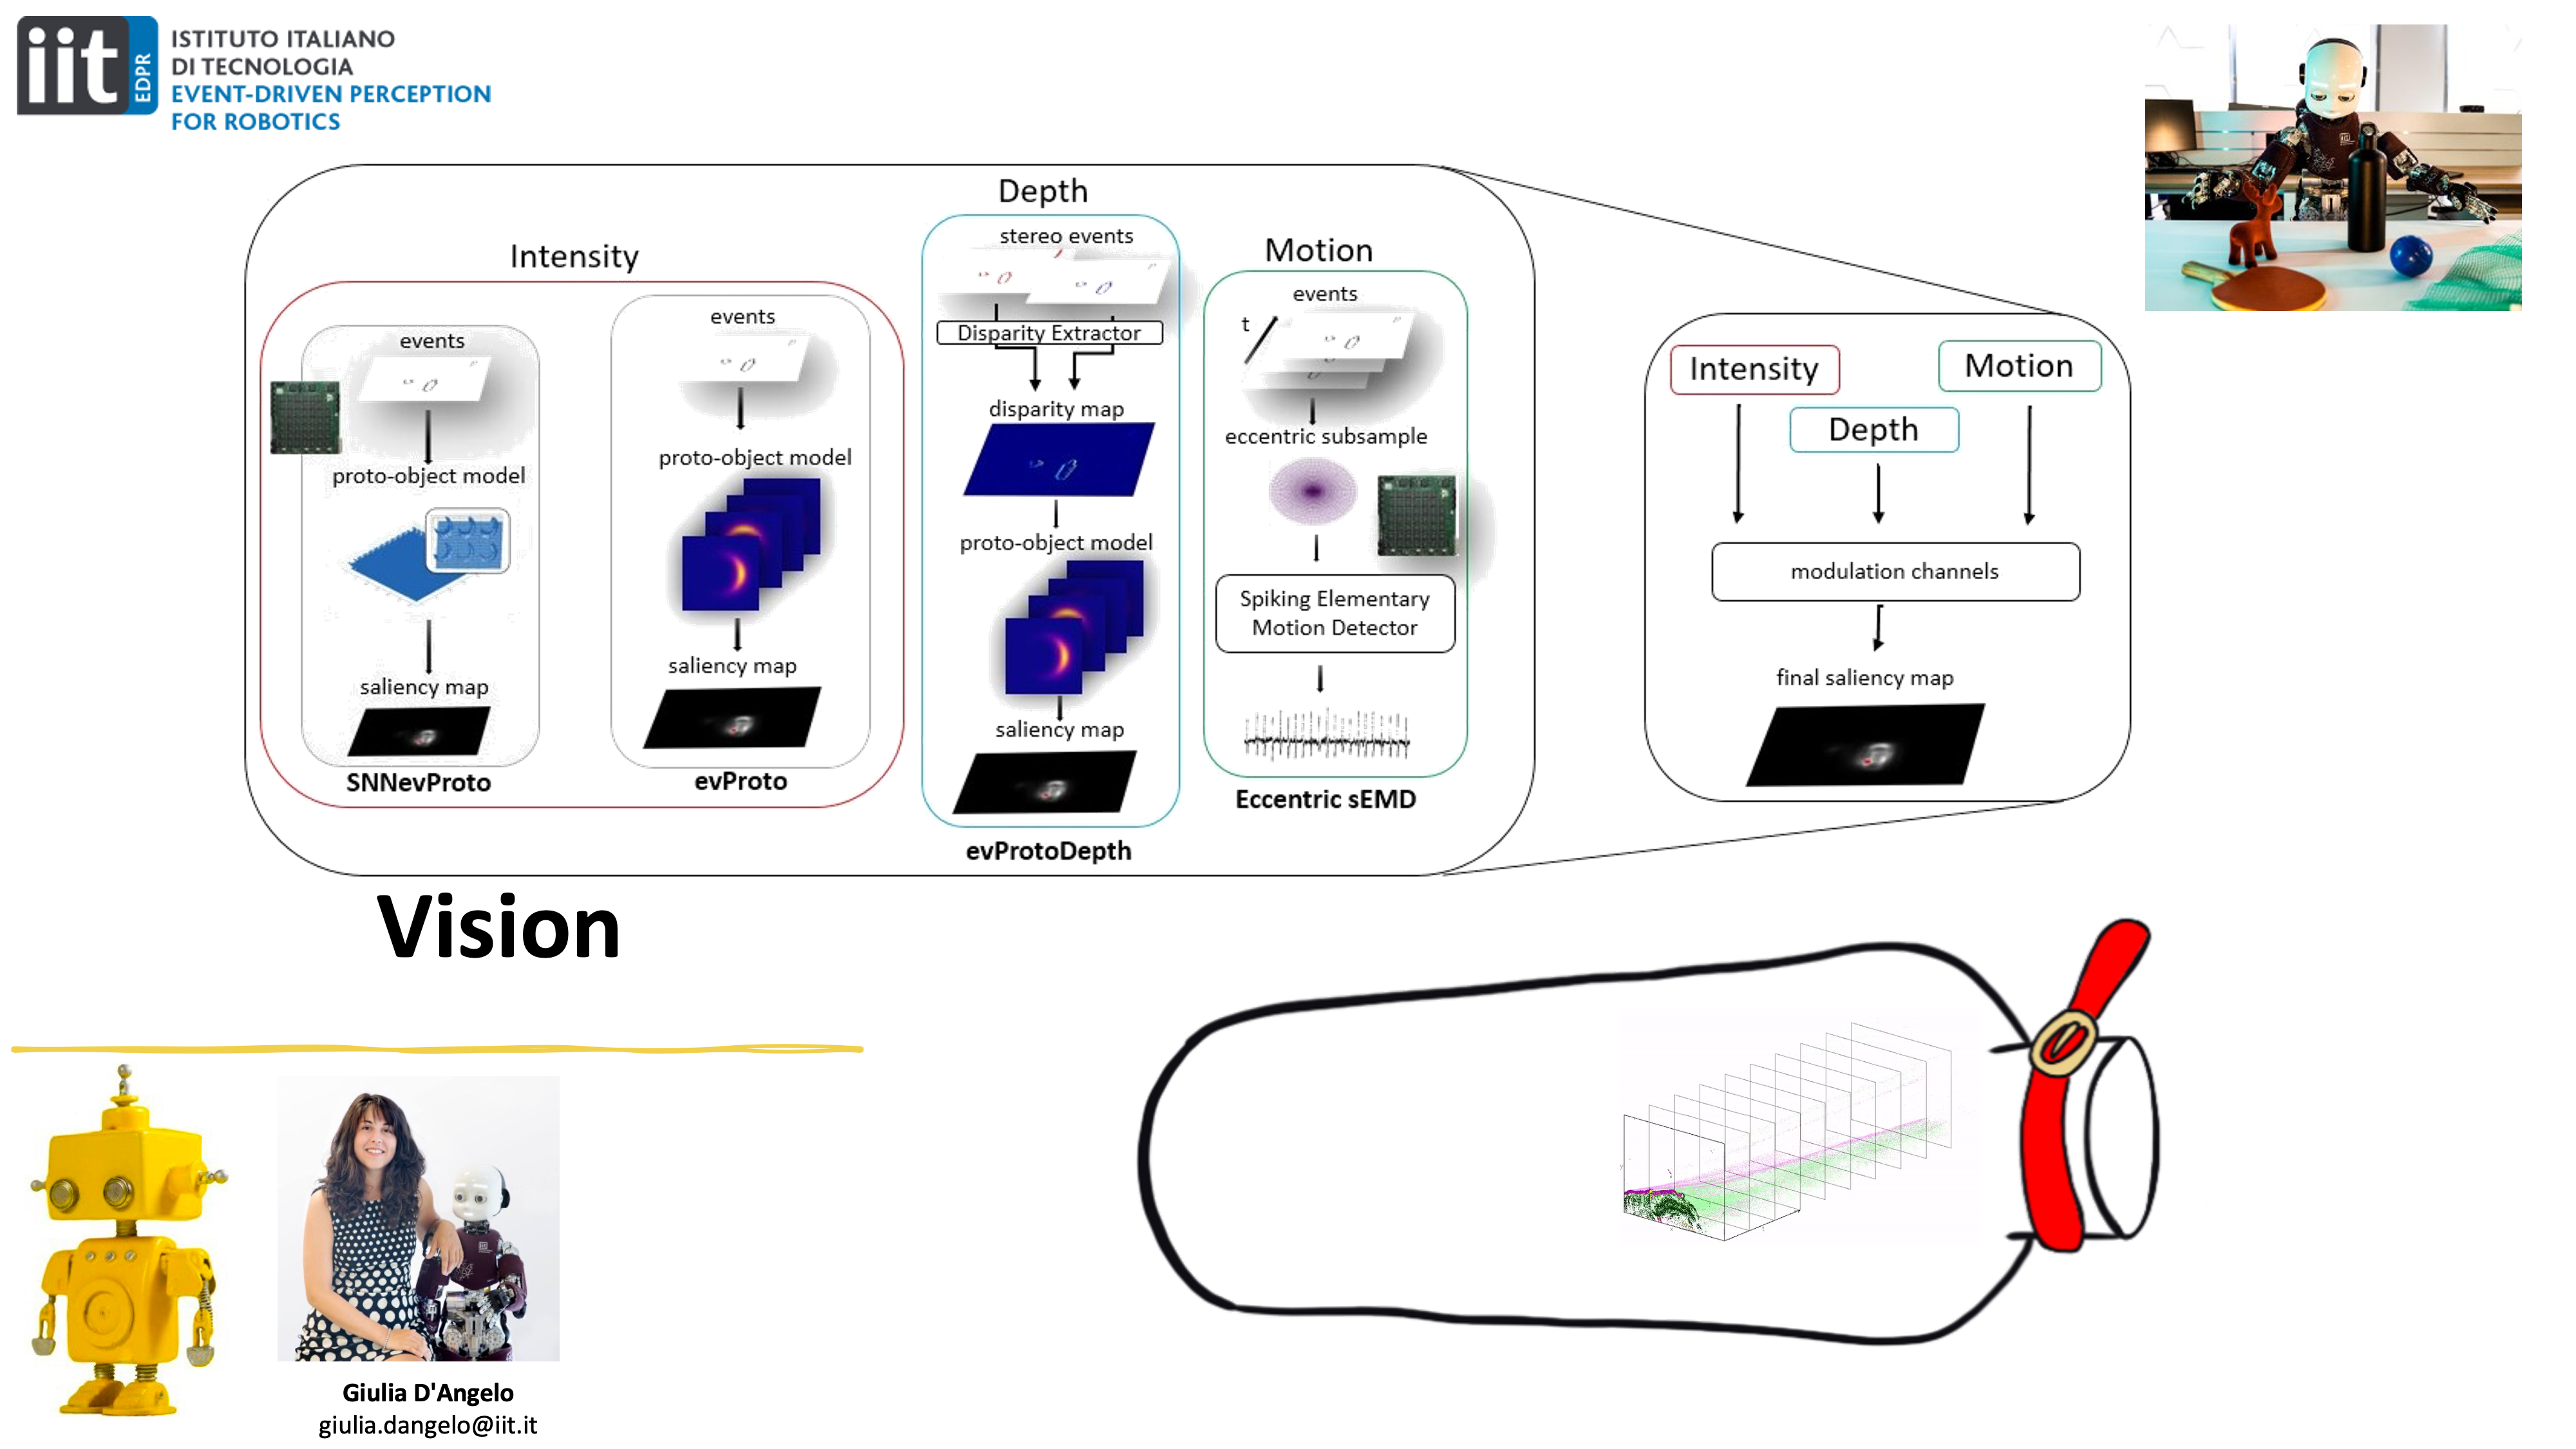 iit
EDPR
ISTITUTO ITALIANO
DI TECNOLOGIA
EVENT-DRIVEN PERCEPTION
FOR ROBOTICS
Intensity
events
proto-object model
saliency map
SNNevProto
events
proto-object model
saliency map
evProto
Depth
stereo events
Disparity Extractor
disparity map
proto-object model
saliency map
evProtoDepth
Motion
events
t
eccentric subsample
Spiking Elementary
Motion Detector
Eccentric sEMD
Intensity
Motion
Depth
modulation channels
final saliency map
Vision
Giulia D'Angelo
giulia.dangelo@iit.it